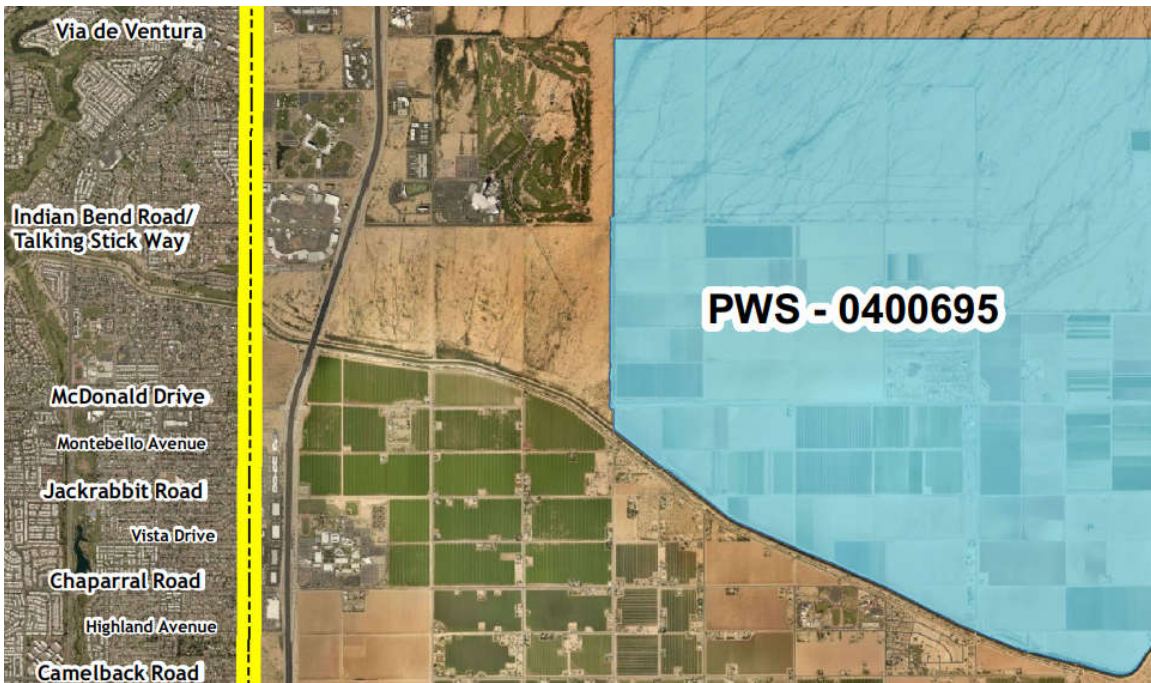 Via de Ventura
Indian Bend Road/
Talking Stick Way
PWS - 0400695
McDonald Drive
Montebello Avenue
Jackrabbit Road
Vista Drive
Chaparral Road
Highland Avenue
Camelback Road